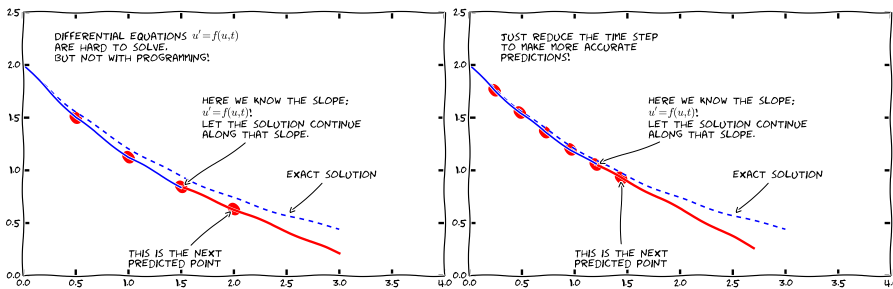 2.5
DIFFERENTIAL EQUATIONS u'=f(u,t)
ARE HARD TO SOLVE.
BUT NOT WITH PROGRAMMING!
2.0
HERE WE KNOW THE SLOPE:
u'=f(u,t)!
LET THE SOLUTION CONTINUE
ALONG THAT SLOPE.
1.5
1.0
EXACT SOLUTION
0.5
THIS IS THE NEXT
PREDICTED POINT
0.0
0.0 0.5 1.0 1.5 2.0 2.5 3.0 3.5 4.0
2.5
JUST REDUCE THE TIME STEP
TO MAKE MORE ACCURATE
PREDICTIONS!
2.0
HERE WE KNOW THE SLOPE:
u'=f(u,t)!
LET THE SOLUTION CONTINUE
ALONG THAT SLOPE.
1.5
1.0
EXACT SOLUTION
0.5
THIS IS THE NEXT
PREDICTED POINT
0.0
0.0 0.5 1.0 1.5 2.0 2.5 3.0 3.5